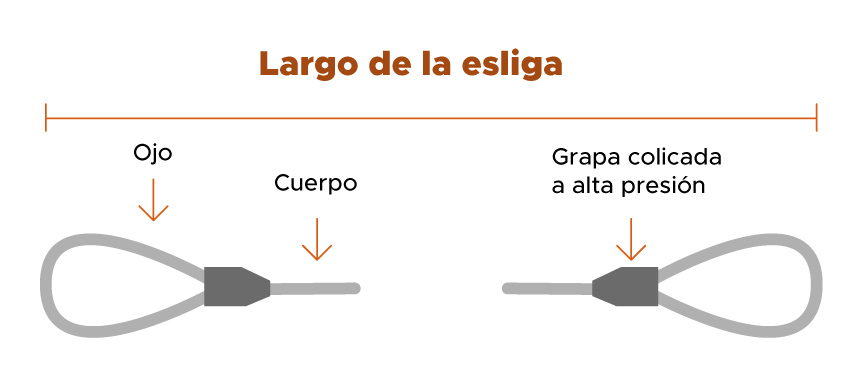 Largo de la esliga
Ojo
Cuerpo
Grapa colicada
a alta presión